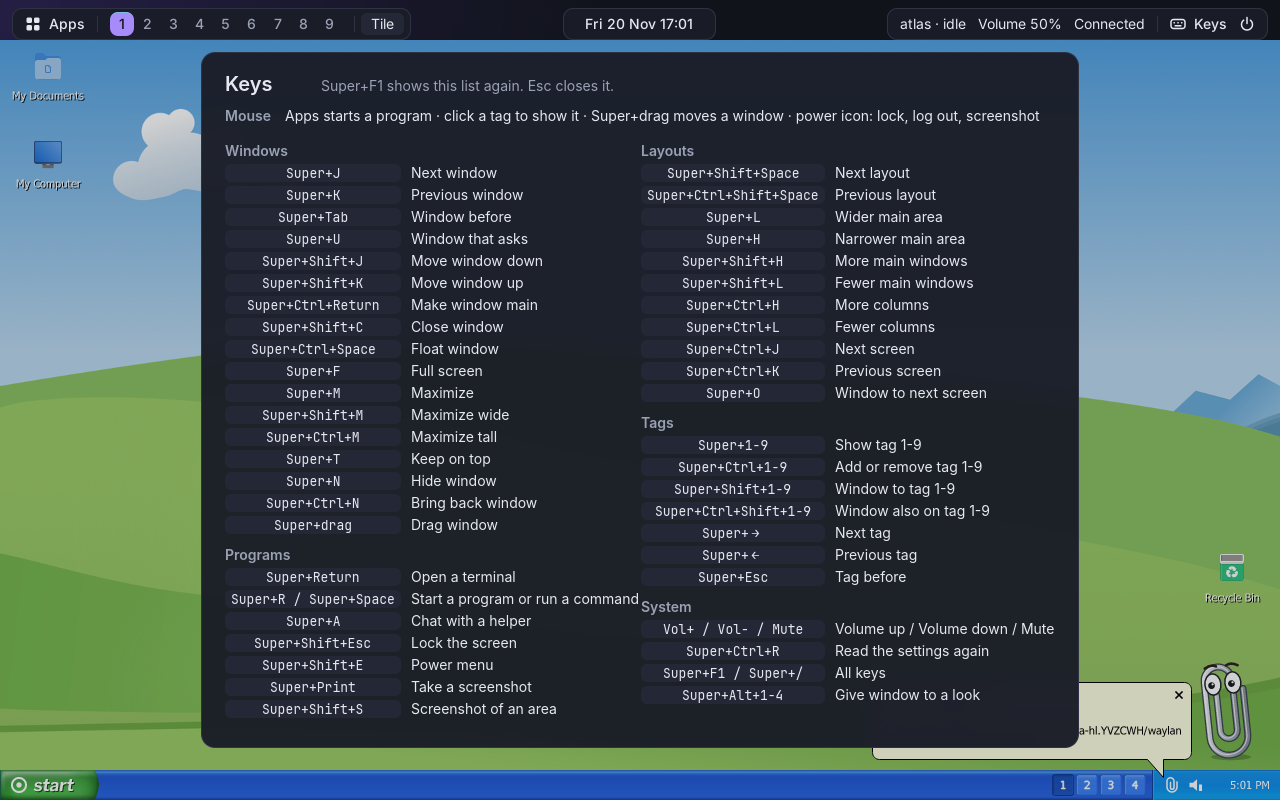 Apps 1 2 3 4 5 6 7 8 9 Tile
Fri 20 Nov 17:01
atlas · idle Volume 50% Connected Keys
My Documents
My Computer
Keys Super+F1 shows this list again. Esc closes it.
Mouse Apps starts a program · click a tag to show it · Super+drag moves a window · power icon: lock, log out, screenshot
Windows
Super+J Next window
Super+K Previous window
Super+Tab Window before
Super+U Window that asks
Super+Shift+J Move window down
Super+Shift+K Move window up
Super+Ctrl+Return Make window main
Super+Shift+C Close window
Super+Ctrl+Space Float window
Super+F Full screen
Super+M Maximize
Super+Shift+M Maximize wide
Super+Ctrl+M Maximize tall
Super+T Keep on top
Super+N Hide window
Super+Ctrl+N Bring back window
Super+drag Drag window
Programs
Super+Return Open a terminal
Super+R / Super+Space Start a program or run a command
Super+A Chat with a helper
Super+Shift+Esc Lock the screen
Super+Shift+E Power menu
Super+Print Take a screenshot
Super+Shift+S Screenshot of an area
Layouts
Super+Shift+Space Next layout
Super+Ctrl+Shift+Space Previous layout
Super+L Wider main area
Super+H Narrower main area
Super+Shift+H More main windows
Super+Shift+L Fewer main windows
Super+Ctrl+H More columns
Super+Ctrl+L Fewer columns
Super+Ctrl+J Next screen
Super+Ctrl+K Previous screen
Super+O Window to next screen
Tags
Super+1-9 Show tag 1-9
Super+Ctrl+1-9 Add or remove tag 1-9
Super+Shift+1-9 Window to tag 1-9
Super+Ctrl+Shift+1-9 Window also on tag 1-9
Super+→ Next tag
Super+← Previous tag
Super+Esc Tag before
System
Vol+ / Vol- / Mute Volume up / Volume down / Mute
Super+Ctrl+R Read the settings again
Super+F1 / Super+/ All keys
Super+Alt+1-4 Give window to a look
Recycle Bin
a-hl.YVZCWH/waylan
start
1 2 3 4
5:01 PM